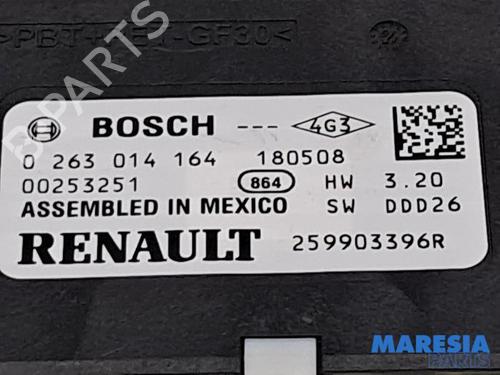 >PBT+PET-GF30<
BOSCH --- 4G3
0 263 014 164 180508
00253251 864 HW 3.20
ASSEMBLED IN MEXICO SW DDD26
RENAULT 259903396R
B-PARTS
MARESIA
PARTS